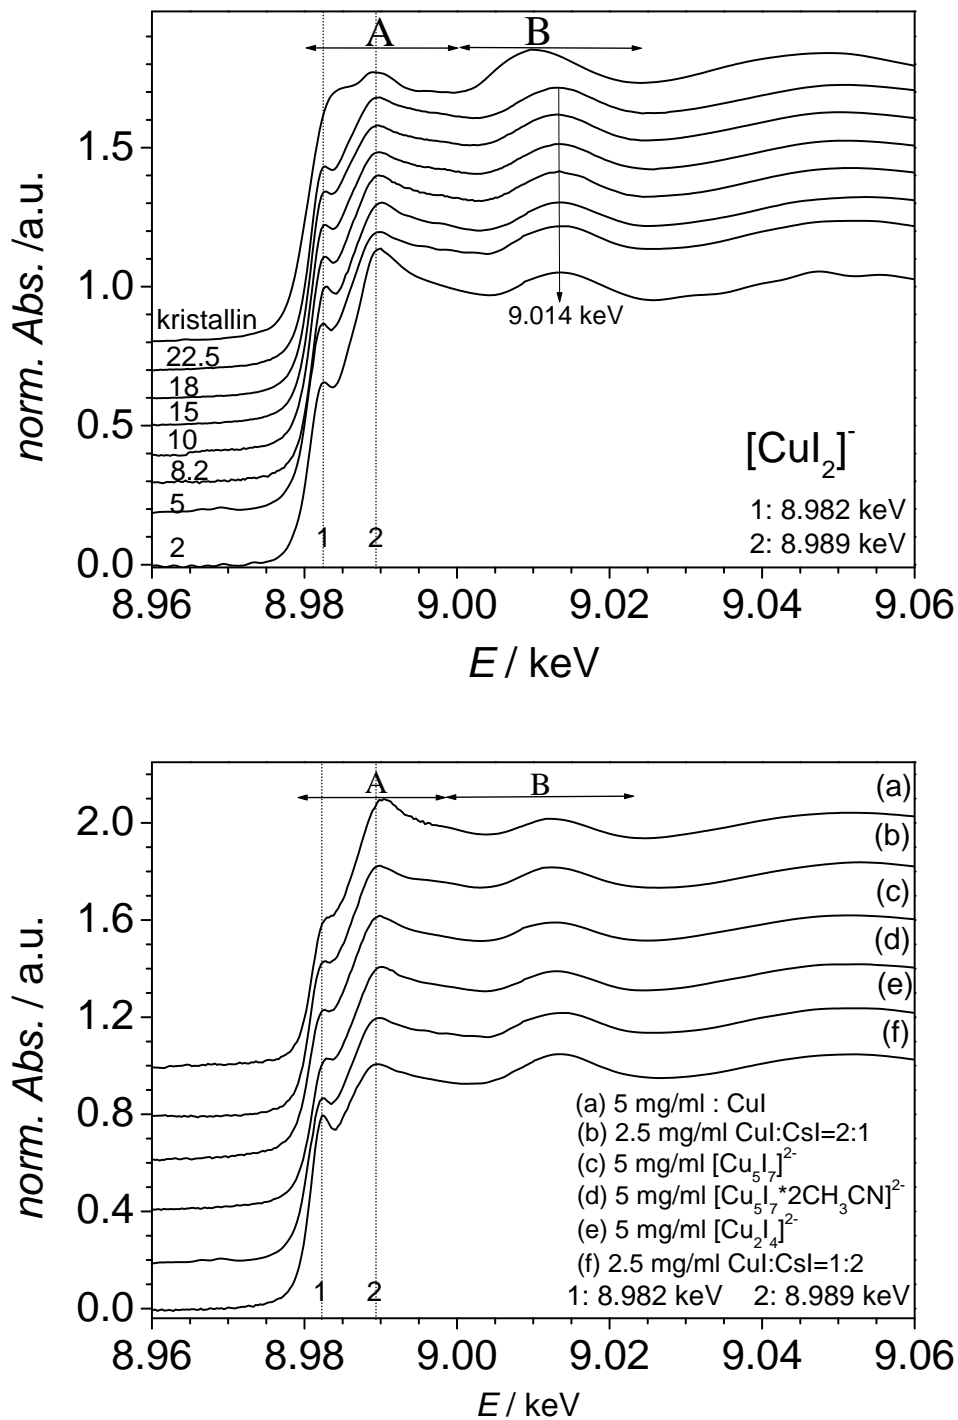 A
B
1.5
1.0
0.5
0.0
norm. Abs. /a.u.
kristallin
22.5
18
15
10
8.2
5
2
9.014 keV
[CuI₂]⁻
1: 8.982 keV
2: 8.989 keV
1 2
8.96 8.98 9.00 9.02 9.04 9.06
E / keV
A
B
2.0
1.6
1.2
0.8
0.4
0.0
norm. Abs. / a.u.
(a)
(b)
(c)
(d)
(e)
(f)
(a) 5 mg/ml : CuI
(b) 2.5 mg/ml CuI:CsI=2:1
(c) 5 mg/ml [Cu₅I₇]²⁻
(d) 5 mg/ml [Cu₅I₇*2CH₃CN]²⁻
(e) 5 mg/ml [Cu₂I₄]²⁻
(f) 2.5 mg/ml CuI:CsI=1:2
1: 8.982 keV 2: 8.989 keV
1 2
8.96 8.98 9.00 9.02 9.04 9.06
E / keV